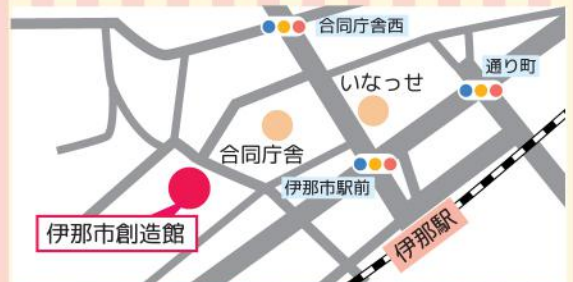 合同庁舎西
通り町
いなっせ
合同庁舎
伊那市駅前
伊那市創造館
伊那駅